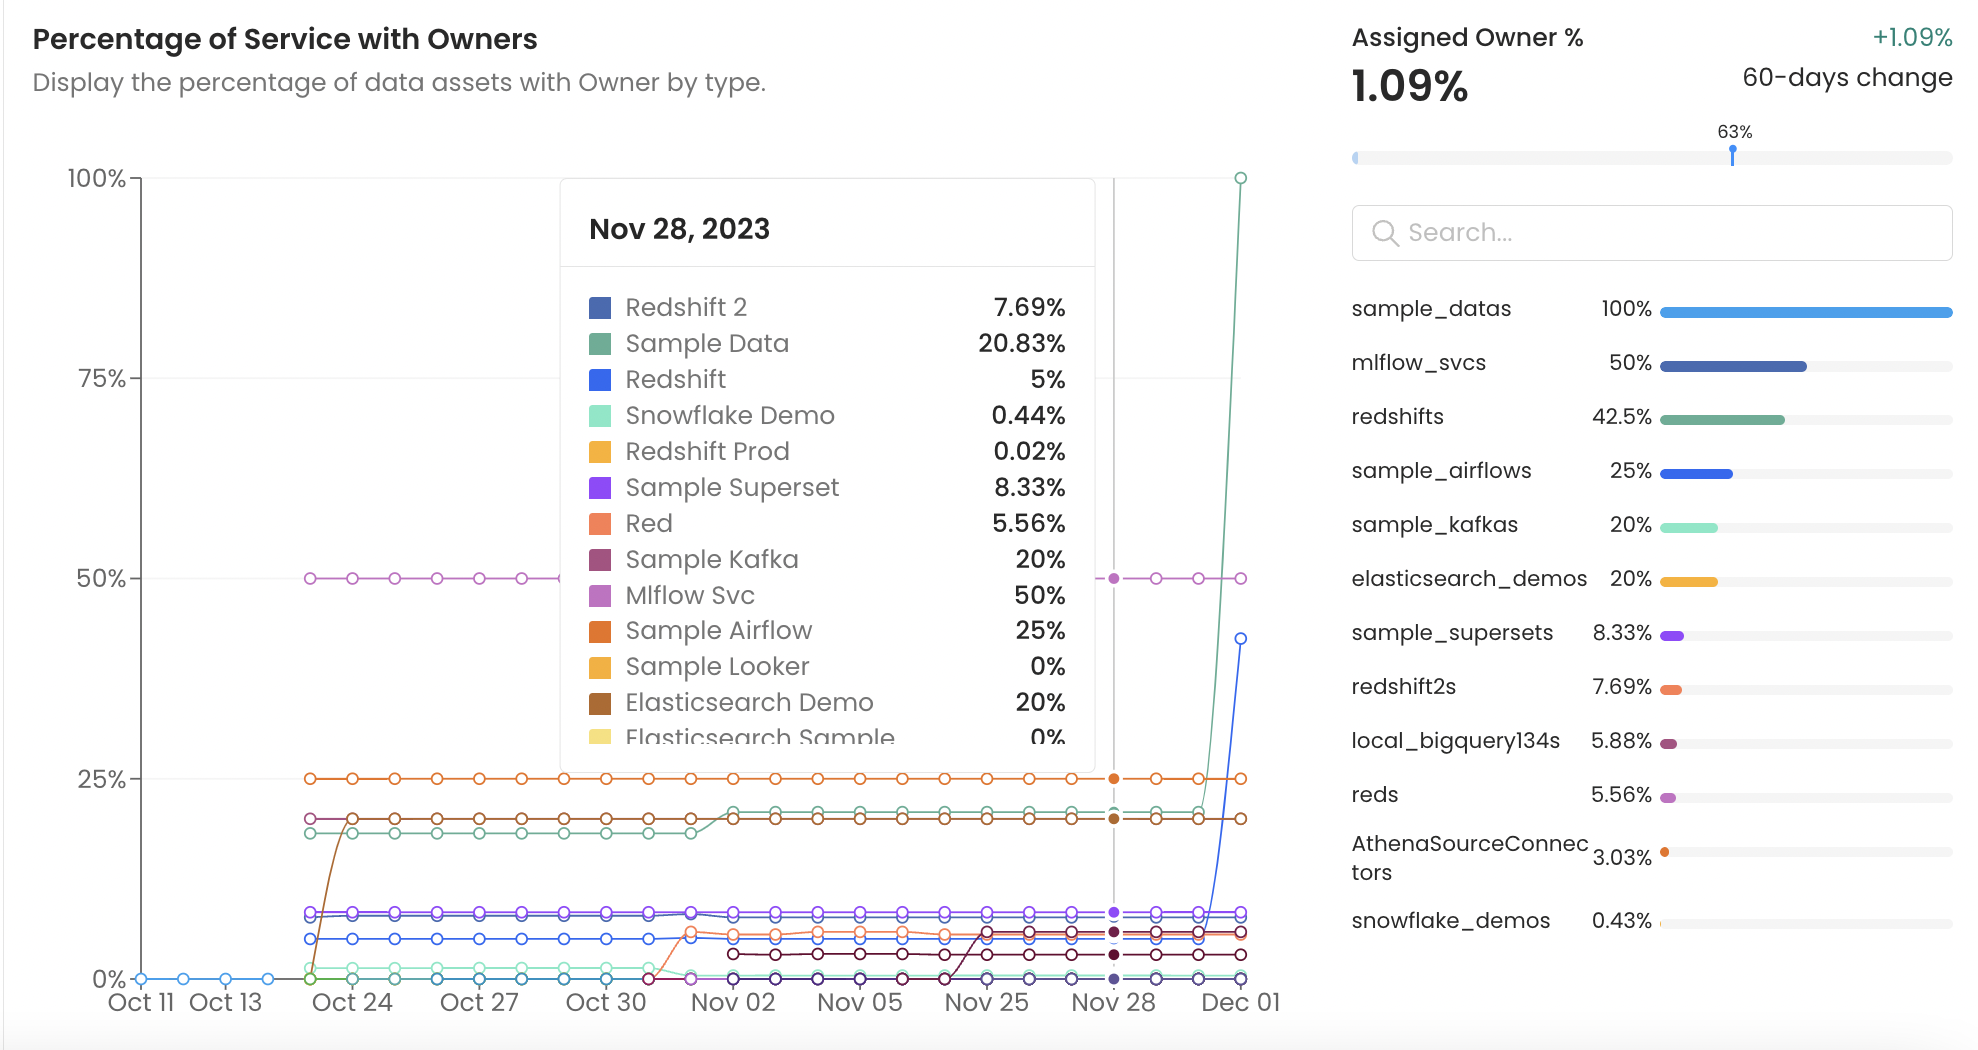 Percentage of Service with Owners
Display the percentage of data assets with Owner by type.
100%
75%
50%
25%
0%
Oct 11 Oct 13 Oct 24 Oct 27 Oct 30 Nov 02 Nov 05 Nov 25 Nov 28 Dec 01
Nov 28, 2023
Redshift 2 7.69%
Sample Data 20.83%
Redshift 5%
Snowflake Demo 0.44%
Redshift Prod 0.02%
Sample Superset 8.33%
Red 5.56%
Sample Kafka 20%
Mlflow Svc 50%
Sample Airflow 25%
Sample Looker 0%
Elasticsearch Demo 20%
Elasticsearch Sample 0%
Assigned Owner % +1.09%
1.09% 60-days change
63%
Search...
sample_datas 100%
mlflow_svcs 50%
redshifts 42.5%
sample_airflows 25%
sample_kafkas 20%
elasticsearch_demos 20%
sample_supersets 8.33%
redshift2s 7.69%
local_bigquery134s 5.88%
reds 5.56%
AthenaSourceConnec 3.03%
tors
snowflake_demos 0.43%